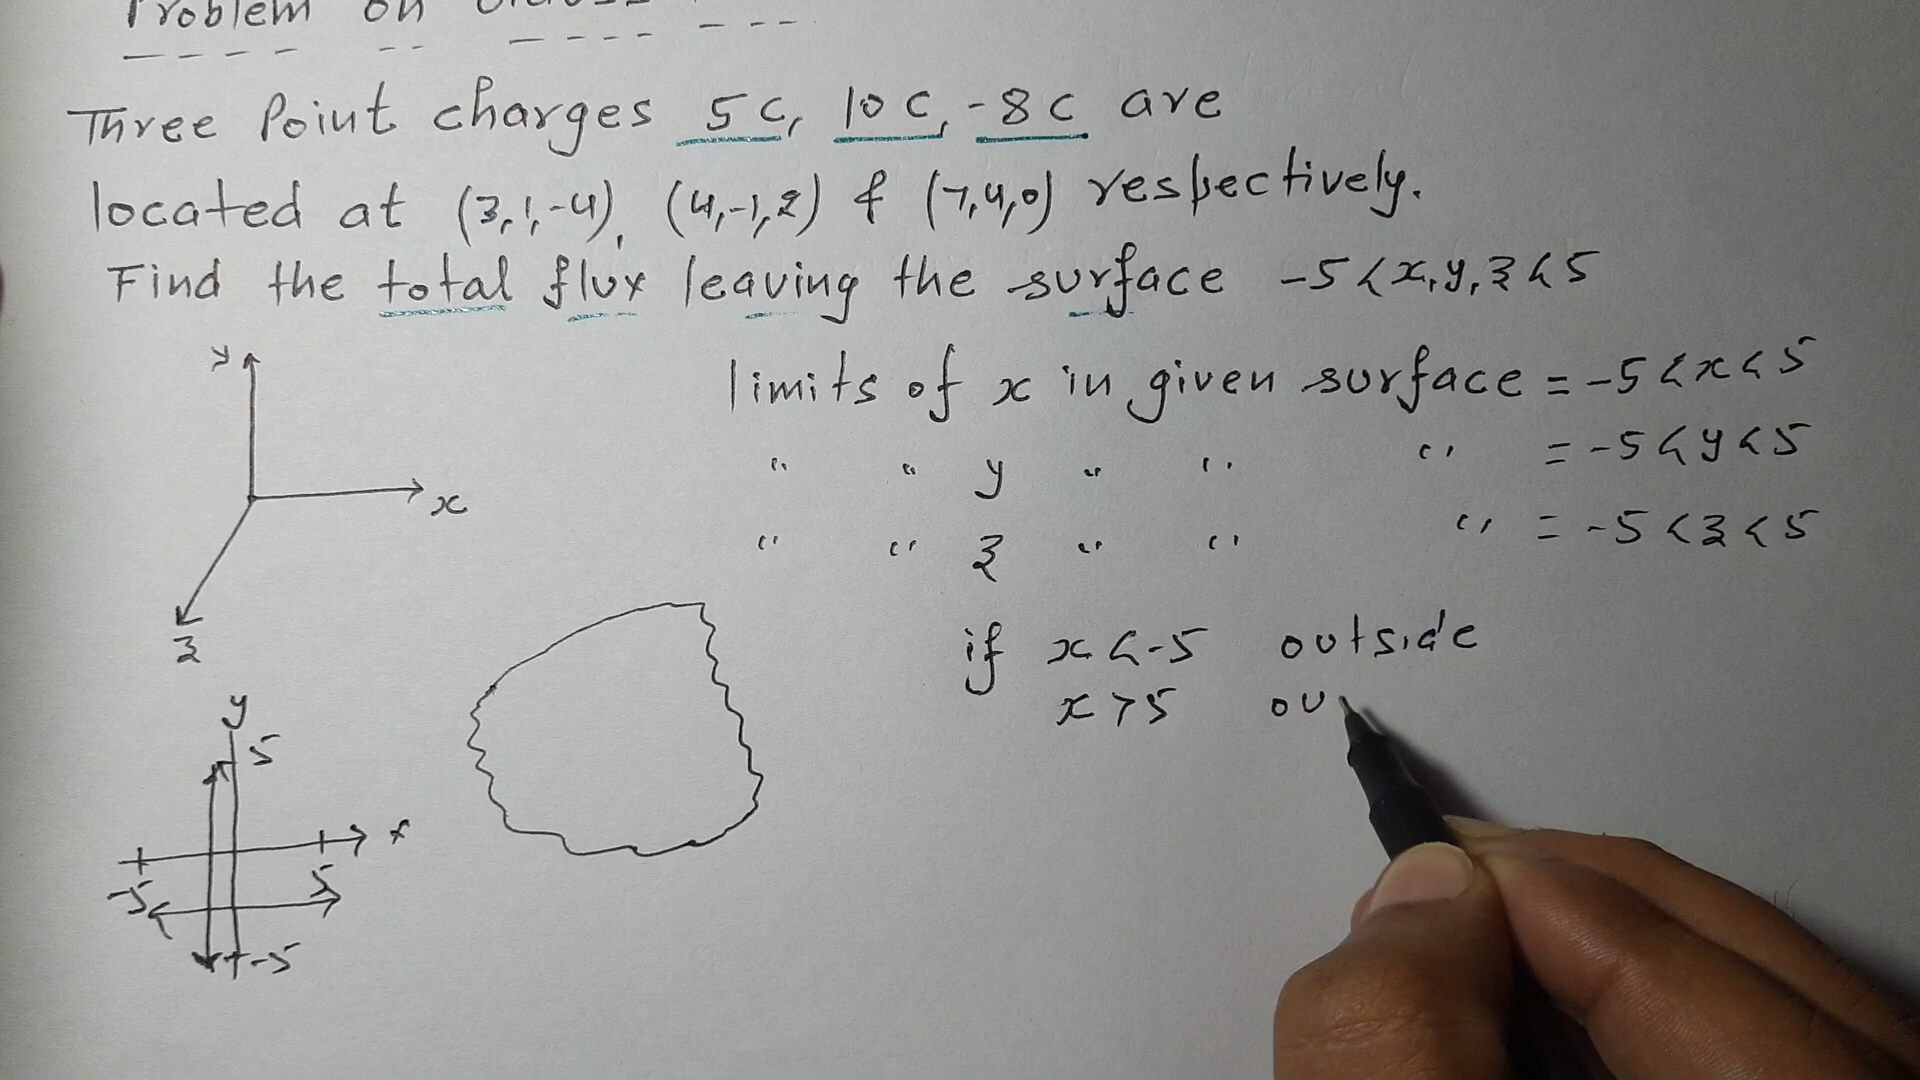 Problem on
Three Point charges 5C, 10C, -8C are
located at (3,1,-4), (4,-1,2) & (7,4,0) respectively.
Find the total flux leaving the surface -5<x,y,z<5
y
x
z
limits of x in given surface = -5<x<5
" " y " " " = -5<y<5
" " z " " " = -5<z<5
if x<-5 outside
x>5 ou
y
5
x
-5
5
-5